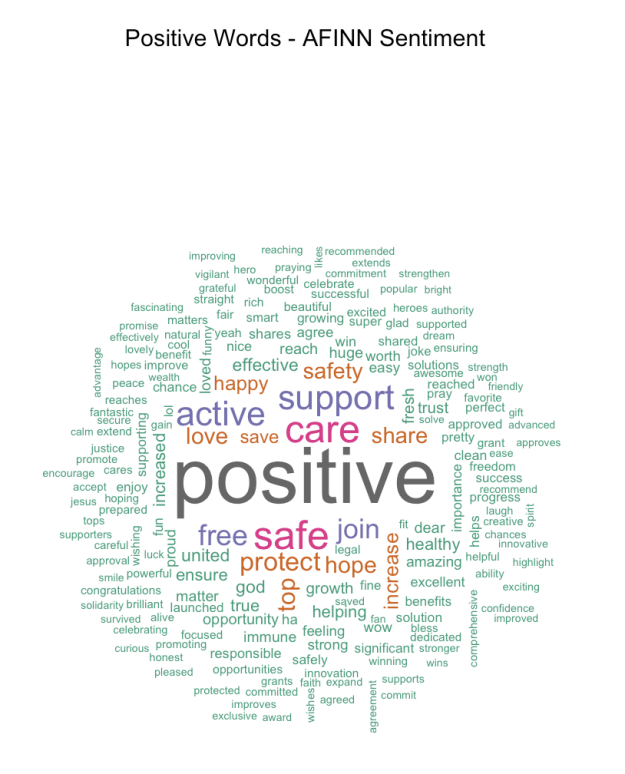 Positive Words - AFINN Sentiment
improving
reaching
likes
recommended
extends
vigilant
hero
praying
commitment
strengthen
wonderful
grateful
boost
celebrate
popular
bright
straight
rich
successful
fascinating
beautiful
excited
heroes
authority
promise
matters
fair
smart
growing
super
glad
supported
effectively
natural
yeah
shares
agree
dream
lovely
cool
funny
nice
reach
win
shared
joke
ensuring
advantage
benefit
huge
worth
hopes
improve
loved
effective
safety
easy
solutions
strength
wealth
awesome
won
peace
chance
happy
reached
friendly
reaches
support
fresh
pray
favorite
fantastic
lol
active
trust
perfect
gift
secure
solve
calm
extend
gain
love
save
care
share
approved
advanced
supporting
justice
increased
pretty
grant
approves
promote
positive
clean
ease
encourage
cares
importance
freedom
accept
enjoy
success
jesus
hoping
recommend
prepared
progress
tops
fun
laugh
spirit
supporters
wishing
proud
free
safe
join
fit
dear
helps
creative
careful
chances
innovative
approval
luck
united
legal
healthy
helpful
highlight
smile
powerful
ensure
protect
hope
increase
amazing
ability
congratulations
god
top
growth
fine
excellent
exciting
solidarity
brilliant
matter
saved
benefits
comprehensive
confidence
launched
true
helping
survived
alive
opportunity
ha
fan
solution
improved
celebrating
focused
immune
feeling
wow
bless
dedicated
curious
promoting
strong
significant
stronger
honest
responsible
safely
winning
wins
pleased
opportunities
innovation
grants
faith
expand
supports
protected
committed
wishes
agreed
agreement
commit
improves
exclusive
award